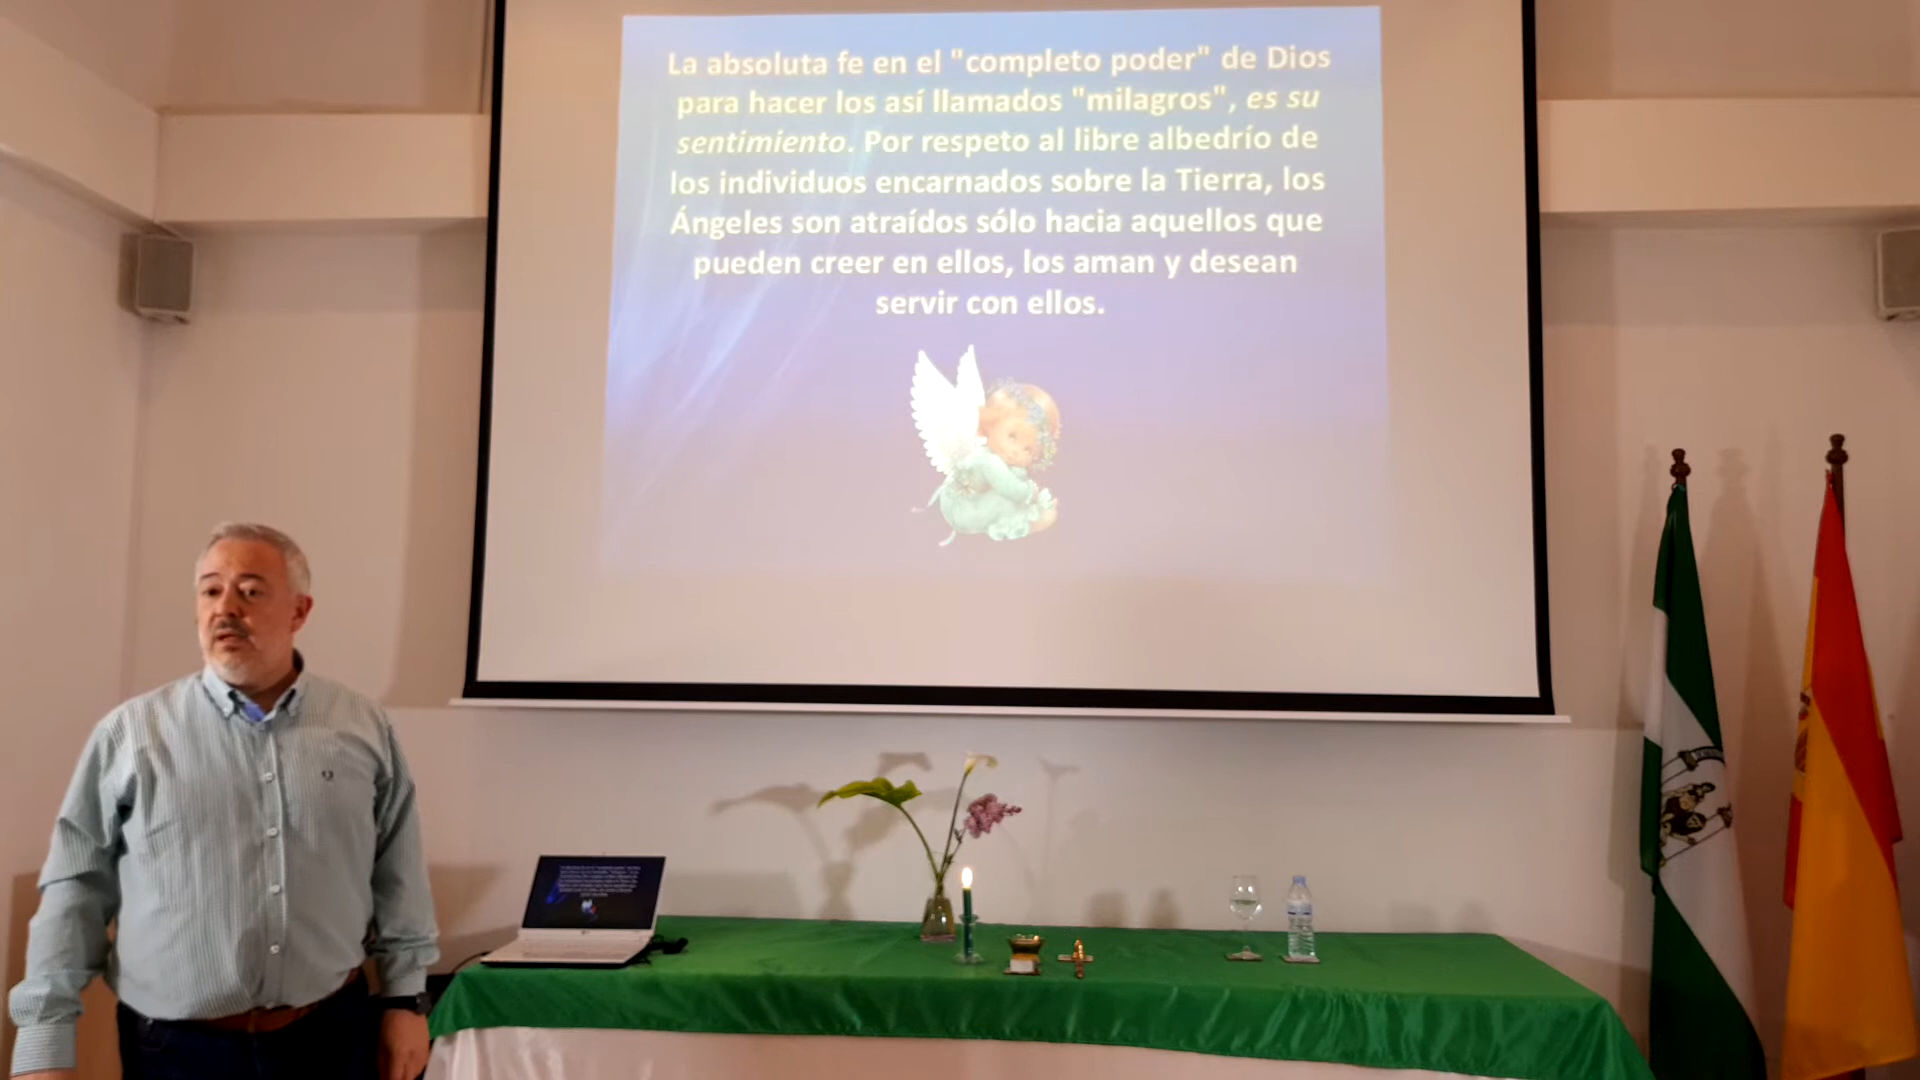 La absoluta fe en el "completo poder" de Dios
para hacer los así llamados "milagros", es su
sentimiento. Por respeto al libre albedrío de
los individuos encarnados sobre la Tierra, los
Ángeles son atraídos sólo hacia aquellos que
pueden creer en ellos, los aman y desean
servir con ellos.